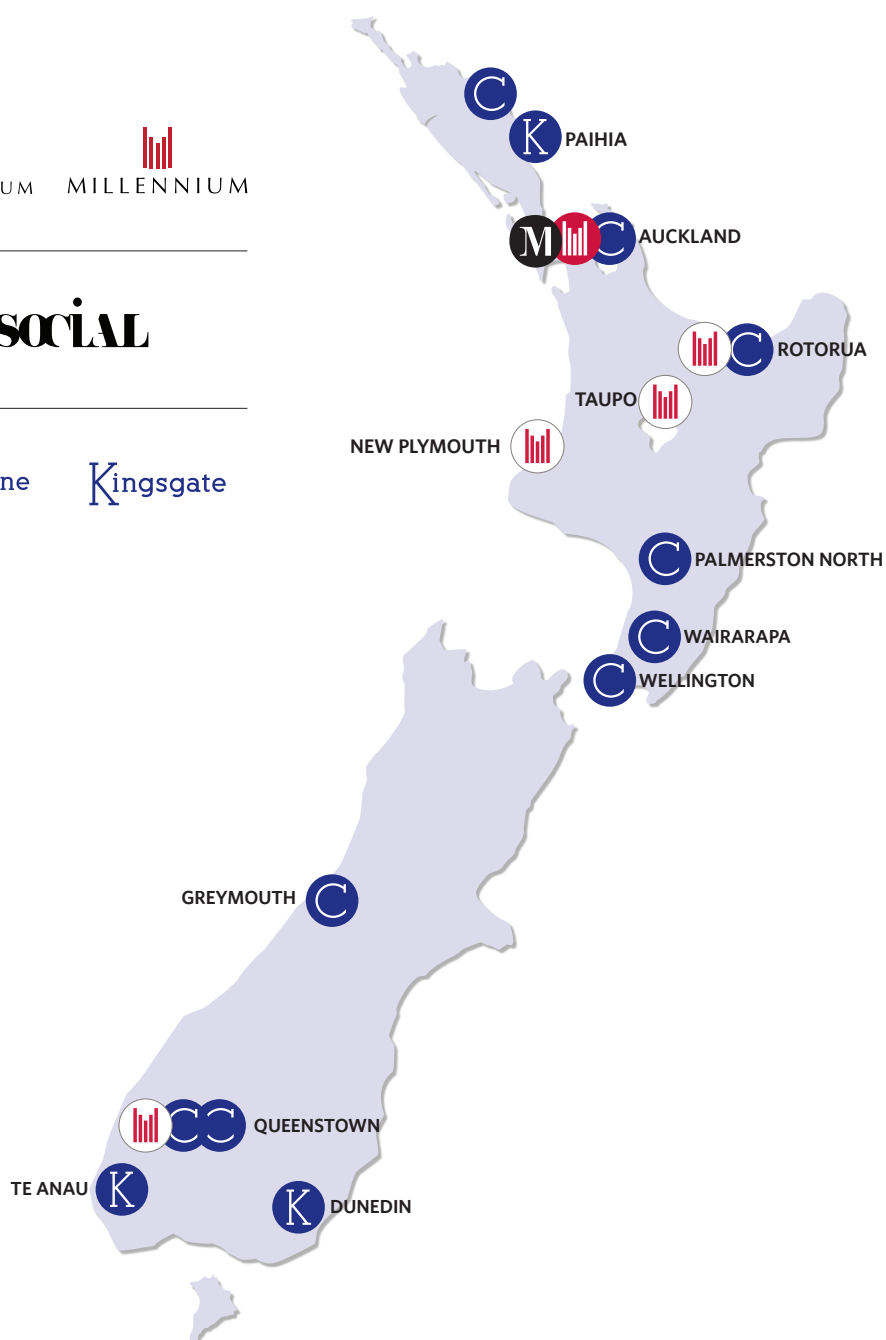 UM
MILLENNIUM
SOCIAL
ne
Kingsgate
C
K
PAIHIA
M
C
AUCKLAND
C
ROTORUA
TAUPO
NEW PLYMOUTH
C
PALMERSTON NORTH
C
WAIRARAPA
C
WELLINGTON
GREYMOUTH
C
C
C
QUEENSTOWN
TE ANAU
K
K
DUNEDIN